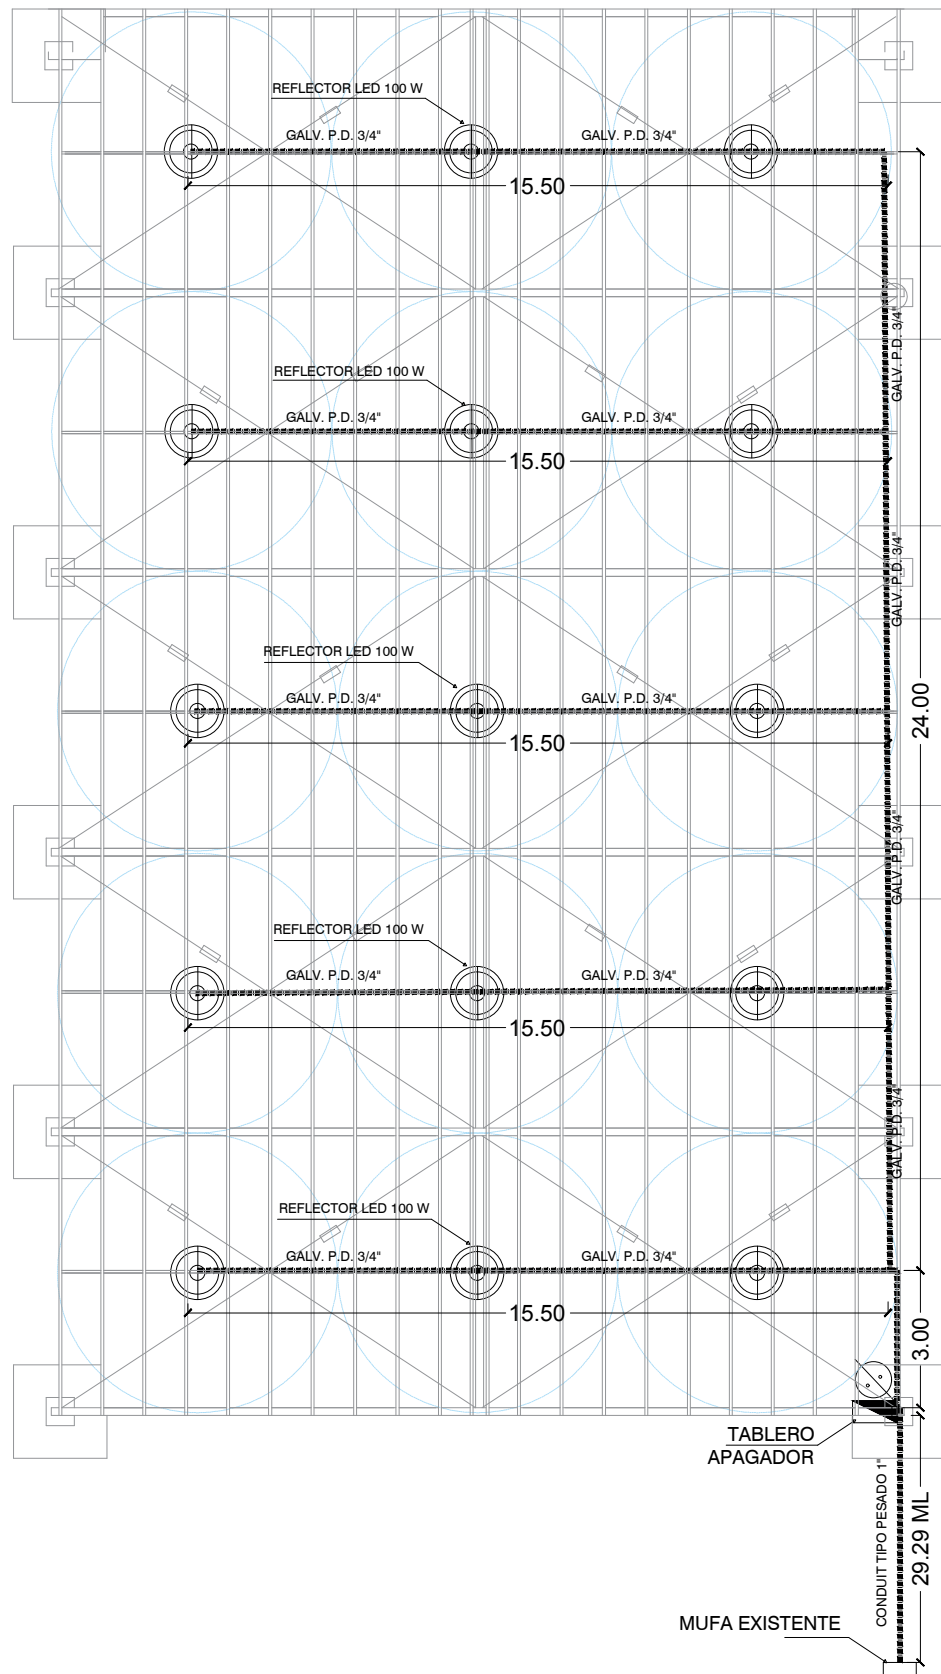 REFLECTOR LED 100 W
GALV. P.D. 3/4"
GALV. P.D. 3/4"
15.50
GALV. P.D. 3/4"
REFLECTOR LED 100 W
GALV. P.D. 3/4"
GALV. P.D. 3/4"
15.50
GALV. P.D. 3/4"
REFLECTOR LED 100 W
GALV. P.D. 3/4"
GALV. P.D. 3/4"
15.50
24.00
GALV. P.D. 3/4"
REFLECTOR LED 100 W
GALV. P.D. 3/4"
GALV. P.D. 3/4"
15.50
GALV. P.D. 3/4"
REFLECTOR LED 100 W
GALV. P.D. 3/4"
GALV. P.D. 3/4"
15.50
3.00
TABLERO
APAGADOR
CONDUIT TIPO PESADO 1"
29.29 ML
MUFA EXISTENTE